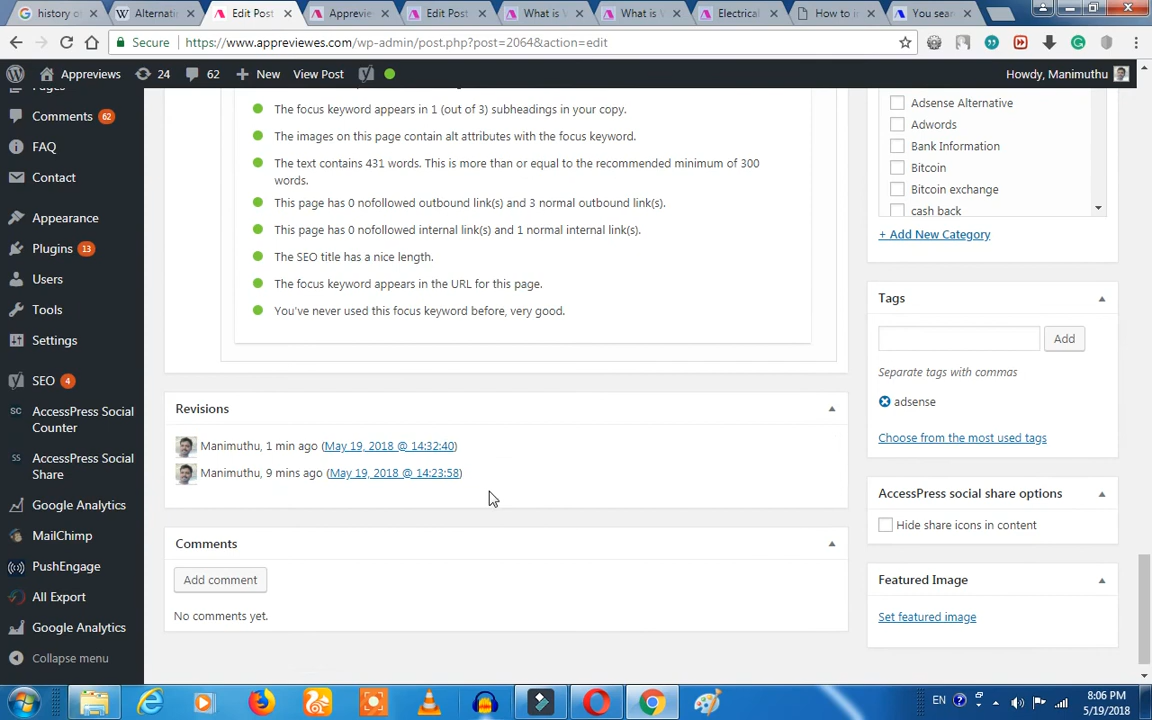 history o
Alternati
Edit Post
Appreview
Edit Post
What is
What is
Electrical
How to i
You sear
Secure
https://www.appreviewes.com/wp-admin/post.php?post=2064&action=edit
Appreviews
24
62
New
View Post
Howdy, Manimuthu
Comments 62
FAQ
Contact
Appearance
Plugins 13
Users
Tools
Settings
SEO 4
SC AccessPress Social
Counter
SS AccessPress Social
Share
Google Analytics
MailChimp
PushEngage
All Export
Google Analytics
Collapse menu
The focus keyword appears in 1 (out of 3) subheadings in your copy.
The images on this page contain alt attributes with the focus keyword.
The text contains 431 words. This is more than or equal to the recommended minimum of 300
words.
This page has 0 nofollowed outbound link(s) and 3 normal outbound link(s).
This page has 0 nofollowed internal link(s) and 1 normal internal link(s).
The SEO title has a nice length.
The focus keyword appears in the URL for this page.
You've never used this focus keyword before, very good.
Revisions
Manimuthu, 1 min ago (May 19, 2018 @ 14:32:40)
Manimuthu, 9 mins ago (May 19, 2018 @ 14:23:58)
Comments
Add comment
No comments yet.
Adsense Alternative
Adwords
Bank Information
Bitcoin
Bitcoin exchange
cash back
+ Add New Category
Tags
Add
Separate tags with commas
adsense
Choose from the most used tags
AccessPress social share options
Hide share icons in content
Featured Image
Set featured image
EN
8:06 PM
5/19/2018